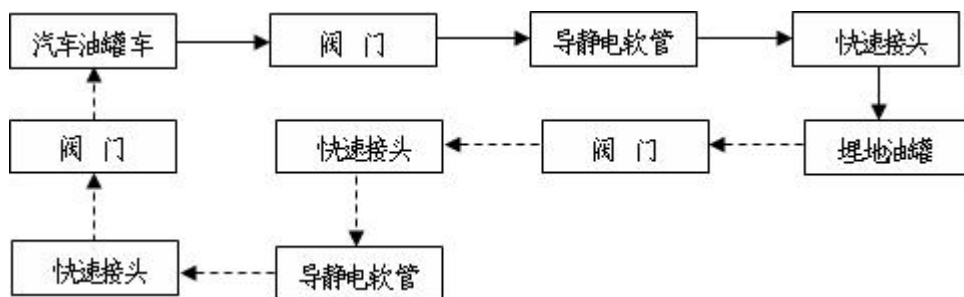 汽车油罐车
阀 门
导静电软管
快速接头
阀 门
快速接头
阀 门
埋地油罐
快速接头
导静电软管